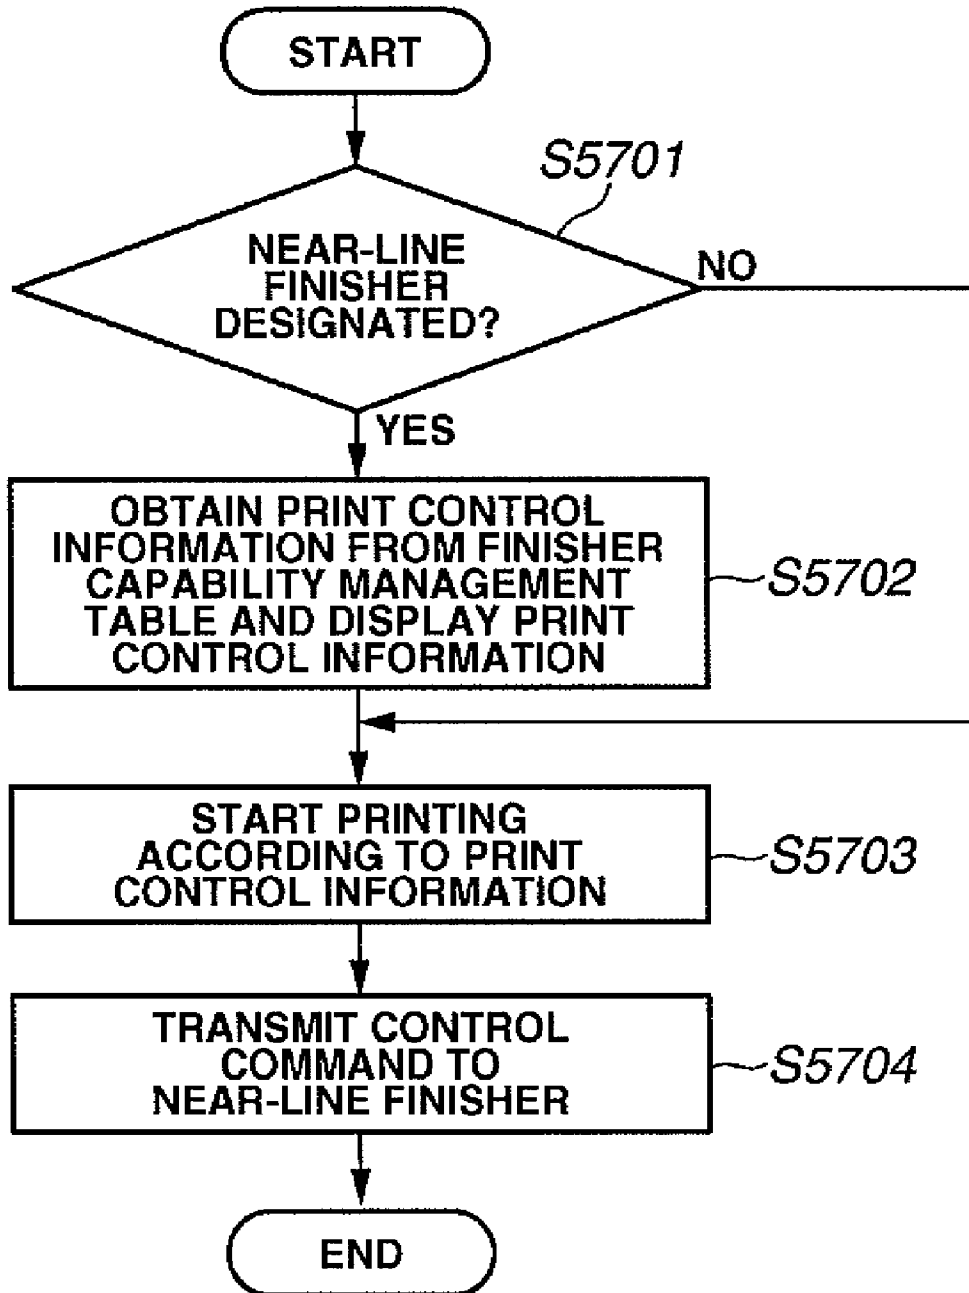 START
S5701
NEAR-LINE
FINISHER
DESIGNATED?
NO
YES
OBTAIN PRINT CONTROL
INFORMATION FROM FINISHER
CAPABILITY MANAGEMENT
TABLE AND DISPLAY PRINT
CONTROL INFORMATION
S5702
START PRINTING
ACCORDING TO PRINT
CONTROL INFORMATION
S5703
TRANSMIT CONTROL
COMMAND TO
NEAR-LINE FINISHER
S5704
END